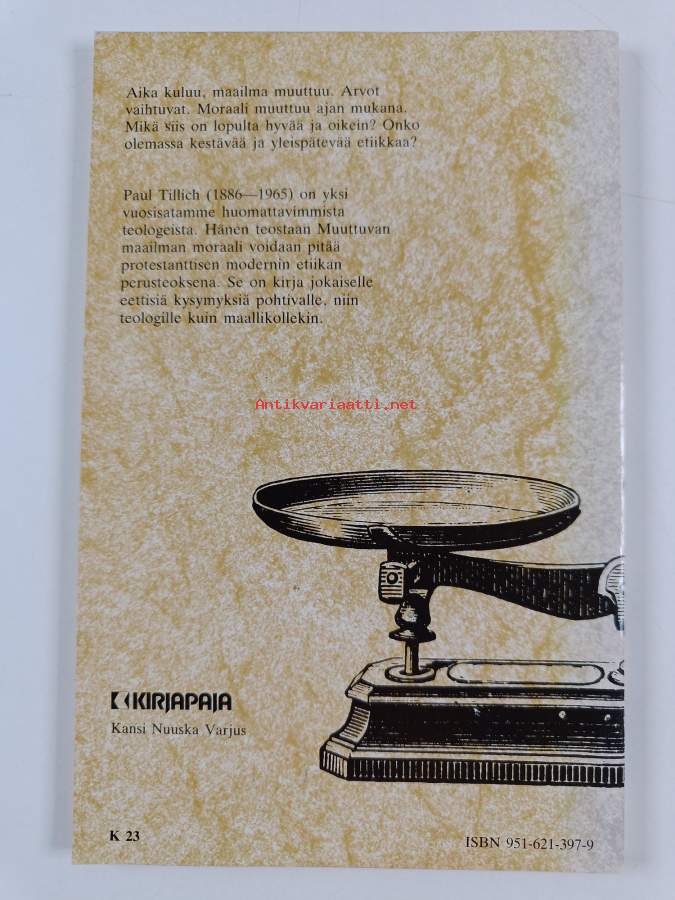 Aika kuluu, maailma muuttuu. Arvot
vaihtuvat. Moraali muuttuu ajan mukana.
Mikä siis on lopulta hyvää ja oikein? Onko
olemassa kestävää ja yleispätevää etiikkaa?
Paul Tillich (1886—1965) on yksi
vuosisatamme huomattavimmista
teologeista. Hänen teostaan Muuttuvan
maailman moraali voidaan pitää
protestanttisen modernin etiikan
perusteoksena. Se on kirja jokaiselle
eettisiä kysymyksiä pohtivalle, niin
teologille kuin maallikollekin.
Antikvariaatti.net
KIRJAPAJA
Kansi Nuuska Varjus
K 23
ISBN 951-621-397-9